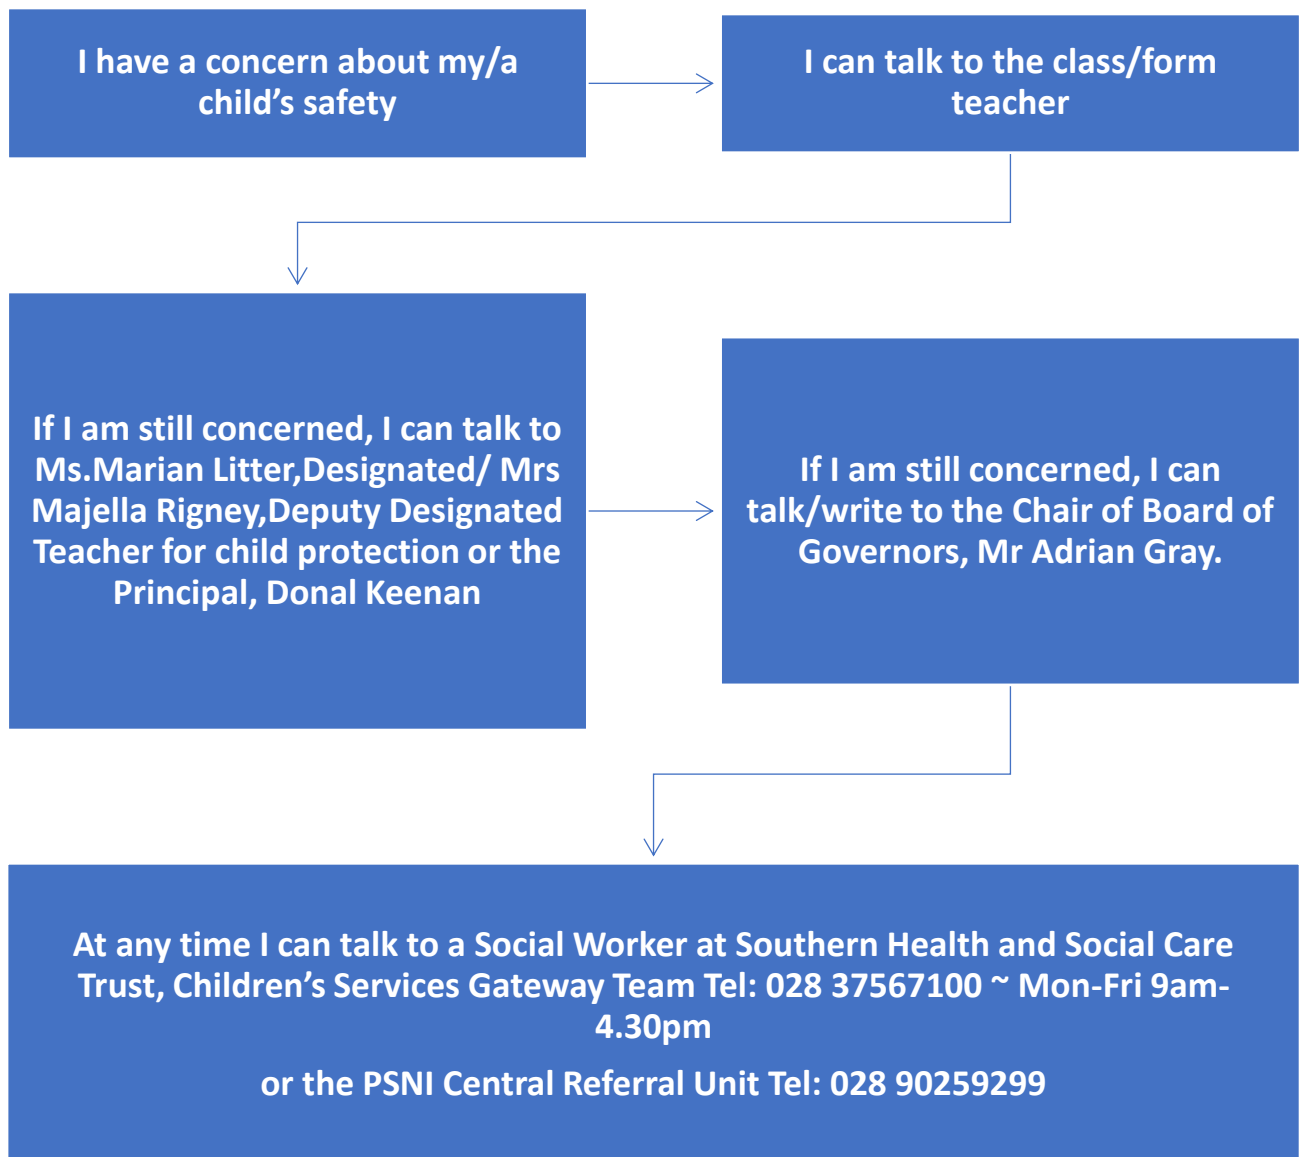 I have a concern about my/a
child’s safety
I can talk to the class/form
teacher
If I am still concerned, I can talk to
Ms.Marian Litter,Designated/ Mrs
Majella Rigney,Deputy Designated
Teacher for child protection or the
Principal, Donal Keenan
If I am still concerned, I can
talk/write to the Chair of Board of
Governors, Mr Adrian Gray.
At any time I can talk to a Social Worker at Southern Health and Social Care
Trust, Children’s Services Gateway Team Tel: 028 37567100 ~ Mon-Fri 9am-
4.30pm
or the PSNI Central Referral Unit Tel: 028 90259299